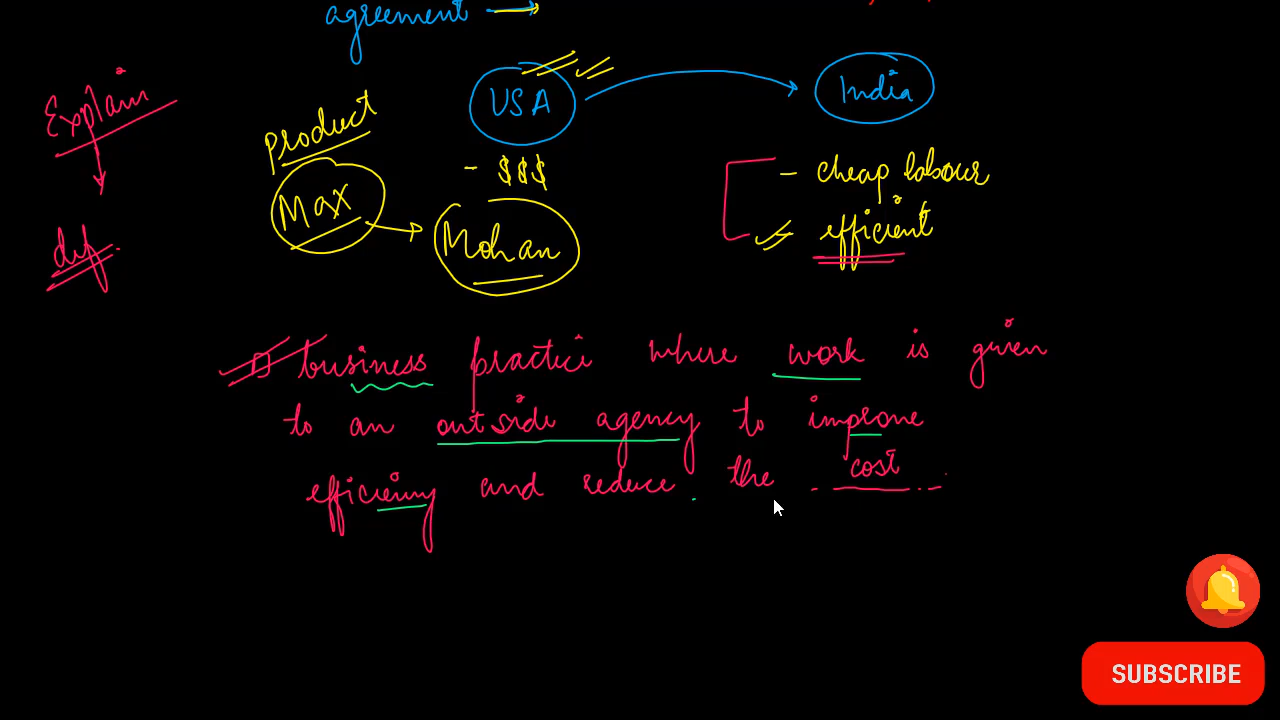 agreement
Explain
USA
India
product
- $$$
- cheap labour
Max
efficient
Mohan
def.
business practice where work is given
to an outside agency to improve
efficiency and reduce the cost
SUBSCRIBE